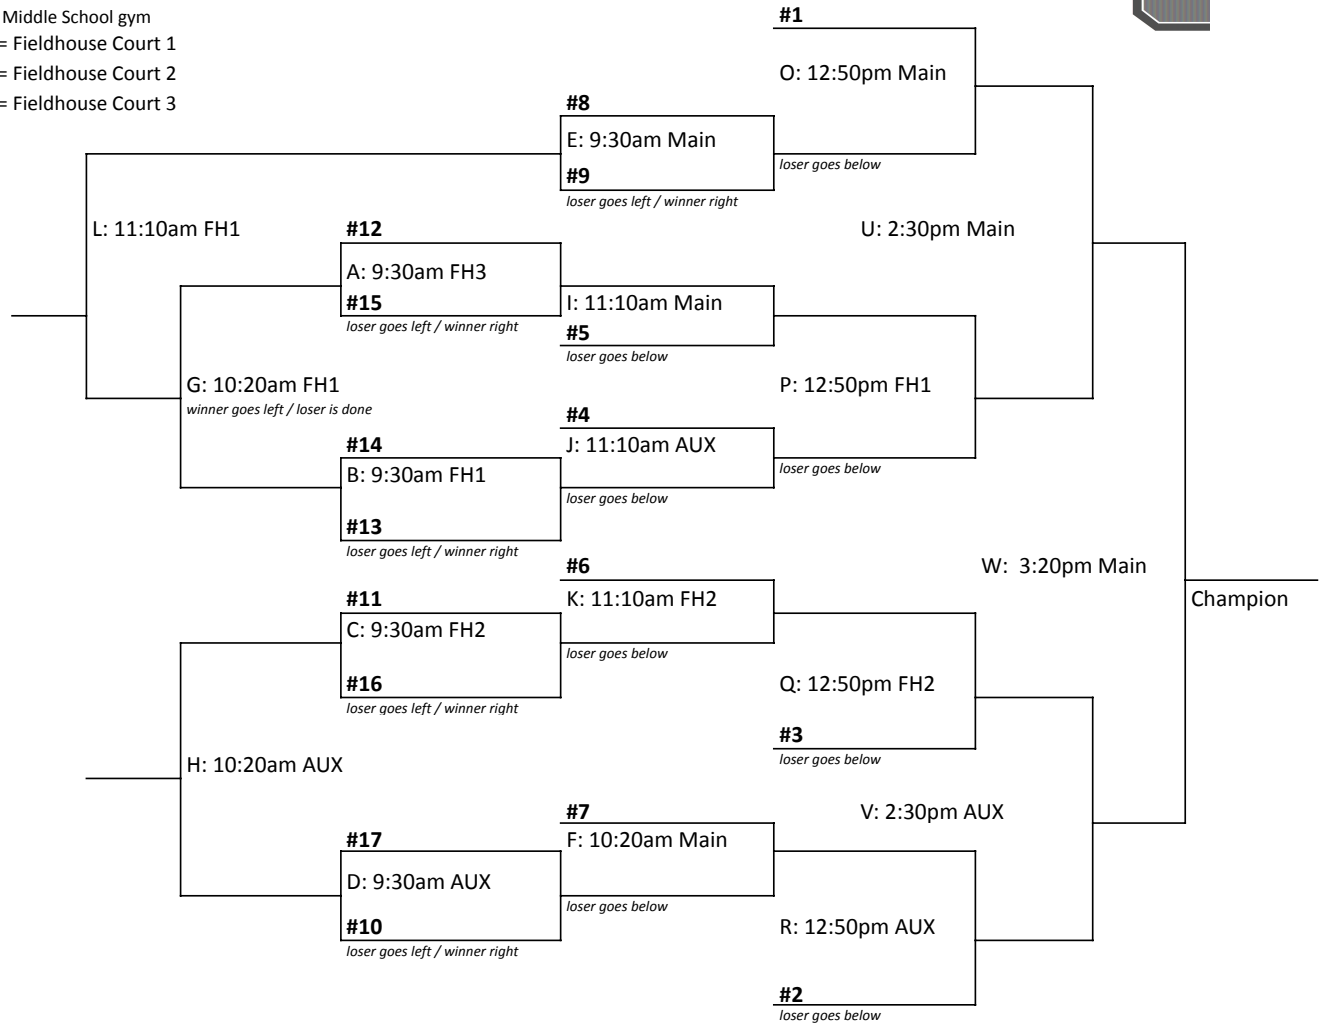 Middle School gym
= Fieldhouse Court 1
= Fieldhouse Court 2
= Fieldhouse Court 3
#1
O: 12:50pm Main
#8
E: 9:30am Main
#9
loser goes below
loser goes left / winner right
L: 11:10am FH1
#12
U: 2:30pm Main
A: 9:30am FH3
#15
I: 11:10am Main
loser goes left / winner right
#5
loser goes below
G: 10:20am FH1
P: 12:50pm FH1
winner goes left / loser is done
#4
#14
J: 11:10am AUX
B: 9:30am FH1
loser goes below
loser goes below
#13
loser goes left / winner right
#6
W: 3:20pm Main
#11
K: 11:10am FH2
Champion
C: 9:30am FH2
loser goes below
#16
Q: 12:50pm FH2
loser goes left / winner right
#3
loser goes below
H: 10:20am AUX
#7
V: 2:30pm AUX
#17
F: 10:20am Main
D: 9:30am AUX
loser goes below
#10
R: 12:50pm AUX
loser goes left / winner right
#2
loser goes below